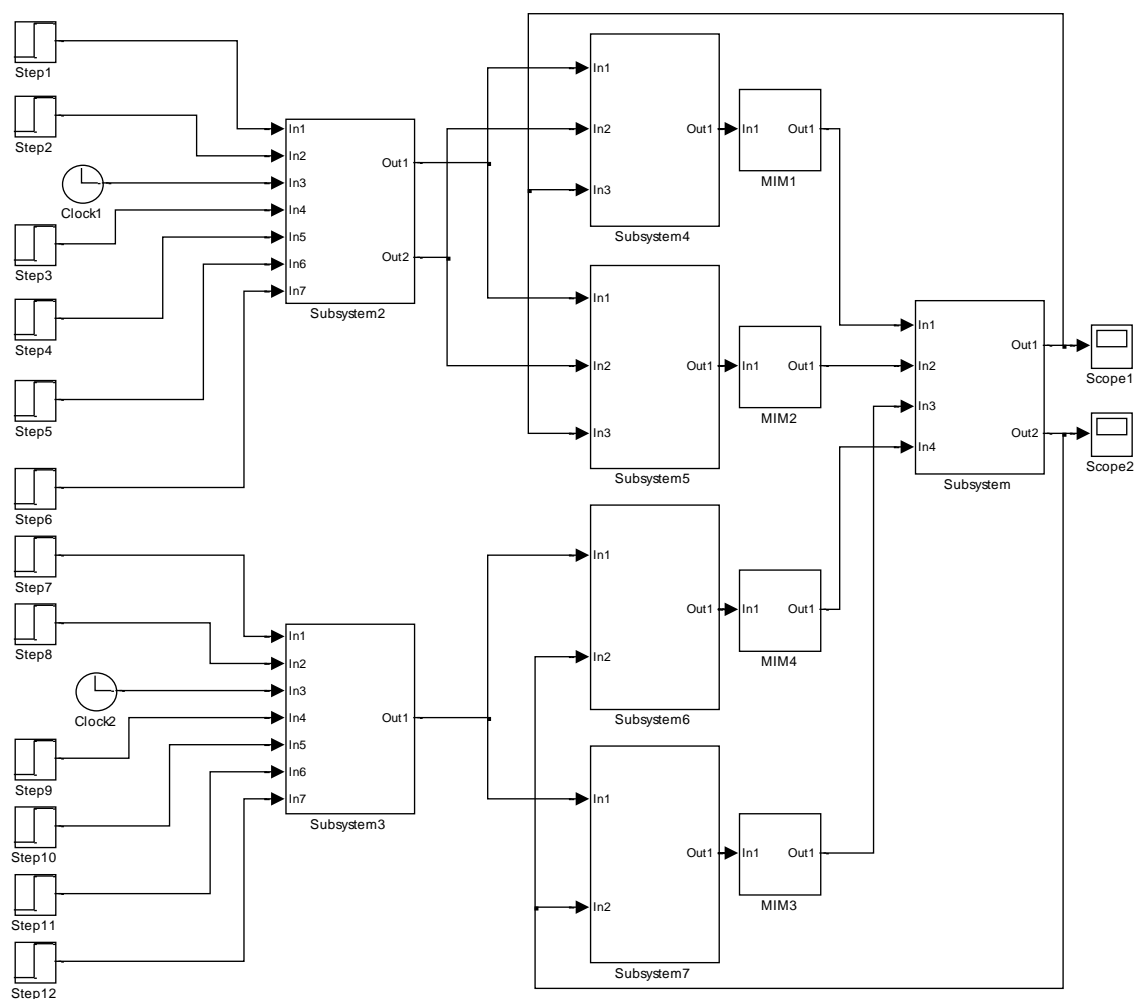 Step1
Step2
Clock1
Step3
Step4
Step5
Step6
Step7
Step8
Clock2
Step9
Step10
Step11
Step12
In1
In2
In3
In4
In5
In6
In7
Out1
Out2
Subsystem2
In1
In2
In3
In4
In5
In6
In7
Out1
Subsystem3
In1
In2
In3
Out1
Subsystem4
In1
In2
In3
Out1
Subsystem5
In1
In2
Out1
Subsystem6
In1
In2
Out1
Subsystem7
In1
Out1
MIM1
In1
Out1
MIM2
In1
Out1
MIM4
In1
Out1
MIM3
In1
In2
In3
In4
Out1
Out2
Subsystem
Scope1
Scope2